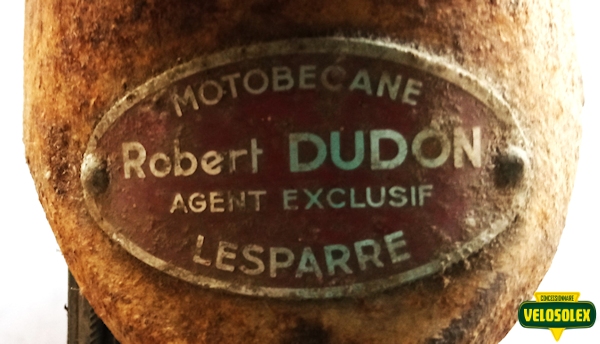 MOTOBECANE
Robert DUDON
AGENT EXCLUSIF
LESPARRE
CONCESSIONNAIRE
VELOSOLEX